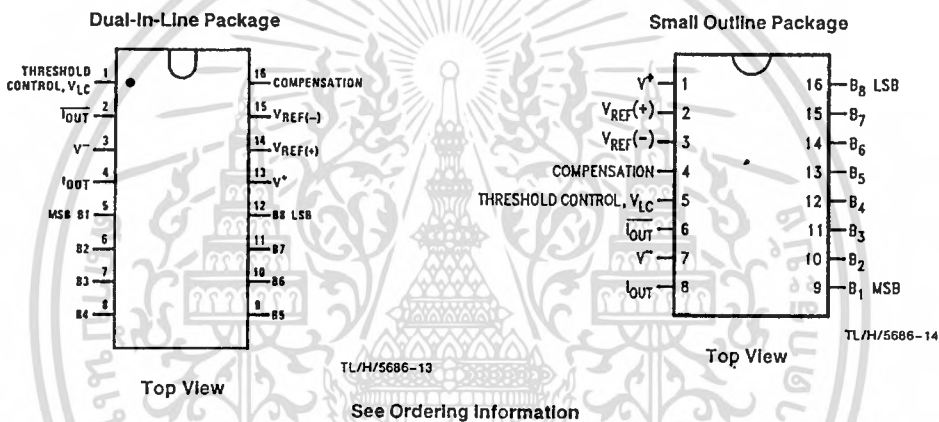 Dual-In-Line Package
THRESHOLD CONTROL, VLC 1
IOUT 2
V− 3
IOUT 4
MSB B1 5
B2 6
B3 7
B4 8
16 COMPENSATION
15 VREF(−)
14 VREF(+)
13 V+
12 B8 LSB
11 B7
10 B6
9 B5
TL/H/5686-13
Top View
Small Outline Package
V+ 1
VREF(+) 2
VREF(−) 3
COMPENSATION 4
THRESHOLD CONTROL, VLC 5
IOUT 6
V− 7
IOUT 8
16 B8 LSB
15 B7
14 B6
13 B5
12 B4
11 B3
10 B2
9 B1 MSB
TL/H/5686-14
Top View
See Ordering Information